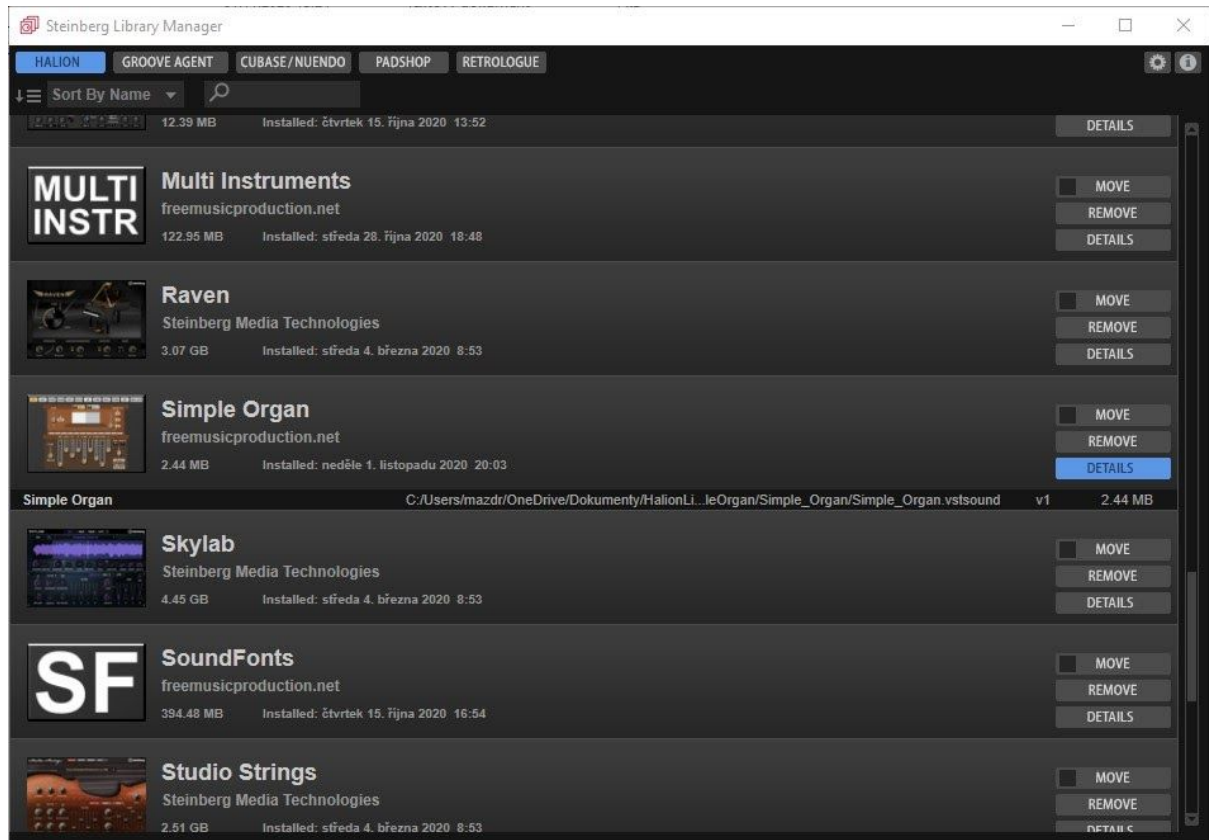 Steinberg Library Manager
HALION GROOVE AGENT CUBASE/NUENDO PADSHOP RETROLOGUE
Sort By Name
12.39 MB Installed: čtvrtek 15. října 2020 13:52
DETAILS
MULTI INSTR
Multi Instruments
freemusicproduction.net
122.95 MB Installed: středa 28. října 2020 18:48
MOVE
REMOVE
DETAILS
Raven
Steinberg Media Technologies
3.07 GB Installed: středa 4. března 2020 8:53
MOVE
REMOVE
DETAILS
Simple Organ
freemusicproduction.net
2.44 MB Installed: neděle 1. listopadu 2020 20:03
MOVE
REMOVE
DETAILS
Simple Organ C:/Users/mazdr/OneDrive/Dokumenty/HalionLi...leOrgan/Simple_Organ/Simple_Organ.vstsound v1 2.44 MB
Skylab
Steinberg Media Technologies
4.45 GB Installed: středa 4. března 2020 8:53
MOVE
REMOVE
DETAILS
SF
SoundFonts
freemusicproduction.net
394.48 MB Installed: čtvrtek 15. října 2020 16:54
MOVE
REMOVE
DETAILS
Studio Strings
Steinberg Media Technologies
2.51 GB Installed: středa 4. března 2020 8:53
MOVE
REMOVE
DETAILS